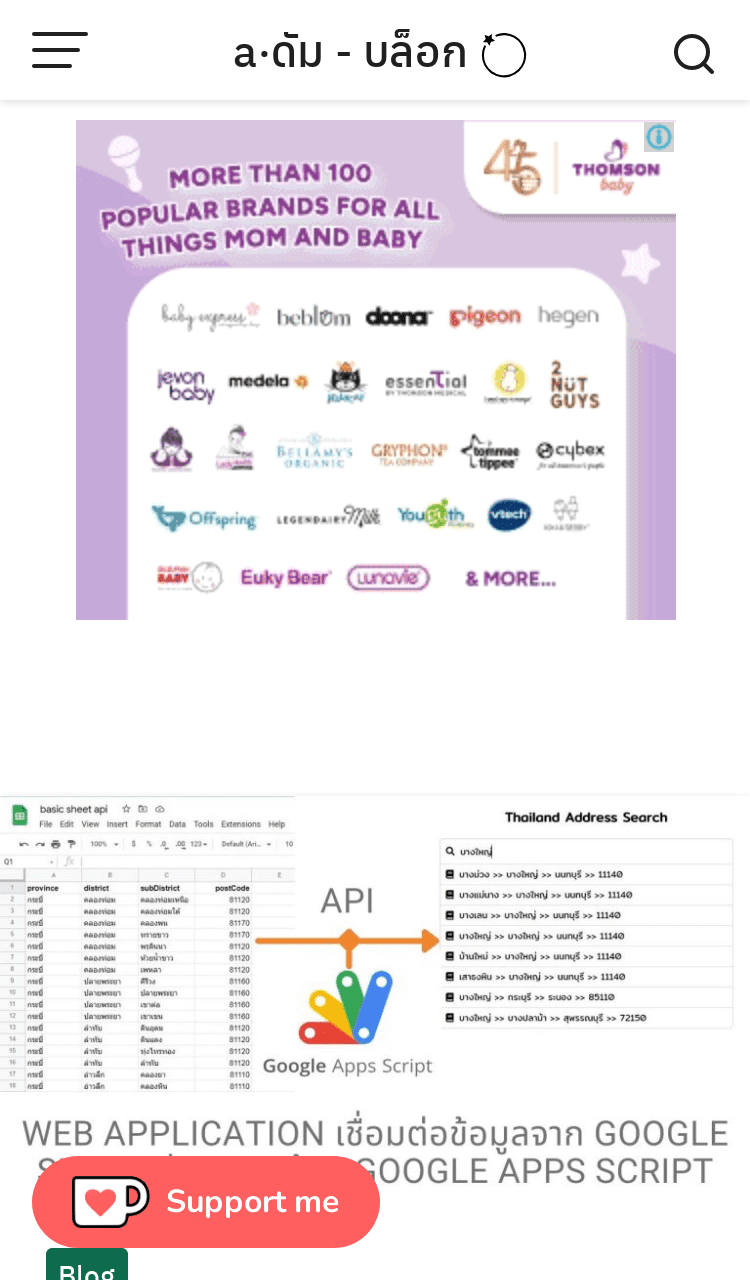 a·ดัม - บล็อก
45
THOMSON
baby
MORE THAN 100
POPULAR BRANDS FOR ALL
THINGS MOM AND BABY
baby express beblüm doona pigeon hegen
jevon baby medela essential BY THOMSON MEDICAL 2 NUT GUYS
BELLAMY'S ORGANIC GRYPHON TEA COMPANY tommee tippee cybex
Offspring LEGENDAIRY Milk vtech
BABY Euky Bear Lunavie & MORE...
basic sheet api
File Edit View Insert Format Data Tools Extensions Help
100% $ % .0 .00 123 Default (Ari... 10
Q1 fx
A B C D E
1 province district subDistrict postCode
2 กระบี่ คลองท่อม คลองท่อมเหนือ 81120
3 กระบี่ คลองท่อม คลองท่อมใต้ 81120
4 กระบี่ คลองท่อม คลองพน 81170
5 กระบี่ คลองท่อม ทรายขาว 81170
6 กระบี่ คลองท่อม พรุดินนา 81120
7 กระบี่ คลองท่อม ห้วยน้ำขาว 81120
8 กระบี่ คลองท่อม เพหลา 81120
9 กระบี่ ปลายพระยา คีรีวง 81160
10 กระบี่ ปลายพระยา ปลายพระยา 81160
11 กระบี่ ปลายพระยา เขาต่อ 81160
12 กระบี่ ปลายพระยา เขาเขน 81160
13 กระบี่ ลำทับ ดินอุดม 81120
14 กระบี่ ลำทับ ดินแดง 81120
15 กระบี่ ลำทับ ทุ่งไทรทอง 81120
16 กระบี่ ลำทับ ลำทับ 81120
17 กระบี่ อ่าวลึก คลองยา 81110
18 กระบี่ อ่าวลึก คลองหิน 81110
API
Google Apps Script
Thailand Address Search
บางใหญ่
บางม่วง >> บางใหญ่ >> นนทบุรี >> 11140
บางแม่นาง >> บางใหญ่ >> นนทบุรี >> 11140
บางเลน >> บางใหญ่ >> นนทบุรี >> 11140
บางใหญ่ >> บางใหญ่ >> นนทบุรี >> 11140
บ้านใหม่ >> บางใหญ่ >> นนทบุรี >> 11140
เสาธงหิน >> บางใหญ่ >> นนทบุรี >> 11140
บางใหญ่ >> กระบุรี >> ระนอง >> 85110
บางใหญ่ >> บางปลาม้า >> สุพรรณบุรี >> 72150
WEB APPLICATION เชื่อมต่อข้อมูลจาก GOOGLE
GOOGLE APPS SCRIPT
Support me
Blog